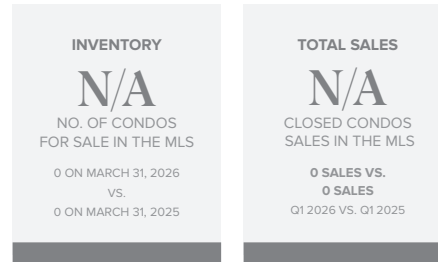 INVENTORY
N/A
NO. OF CONDOS
FOR SALE IN THE MLS
0 ON MARCH 31, 2026
VS.
0 ON MARCH 31, 2025
TOTAL SALES
N/A
CLOSED CONDOS
SALES IN THE MLS
0 SALES VS.
0 SALES
Q1 2026 VS. Q1 2025